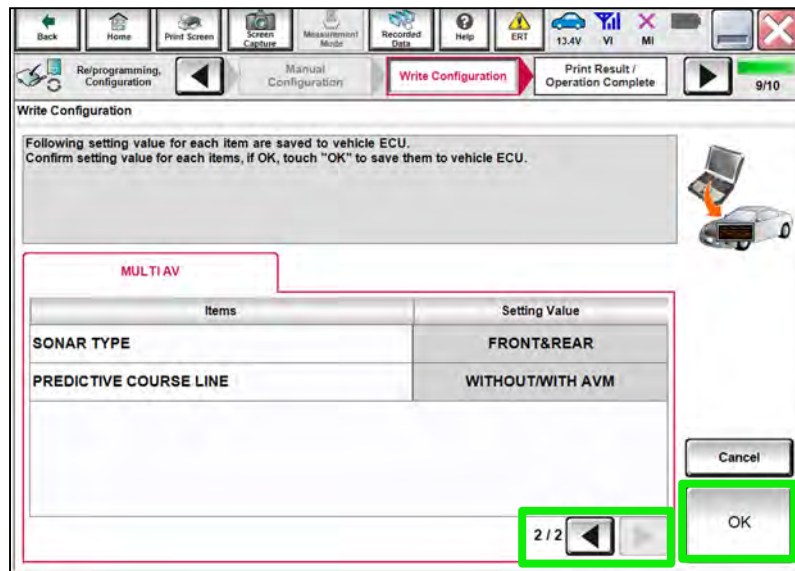 Back
Home
Print Screen
Screen
Capture
Measurement
Mode
Recorded
Data
Help
ERT
13.4V
VI
MI
Re/programming,
Configuration
Manual
Configuration
Write Configuration
Print Result /
Operation Complete
9/10
Write Configuration
Following setting value for each item are saved to vehicle ECU.
Confirm setting value for each items, if OK, touch "OK" to save them to vehicle ECU.
MULTI AV
Items
Setting Value
SONAR TYPE
FRONT&REAR
PREDICTIVE COURSE LINE
WITHOUT/WITH AVM
Cancel
2 / 2
OK